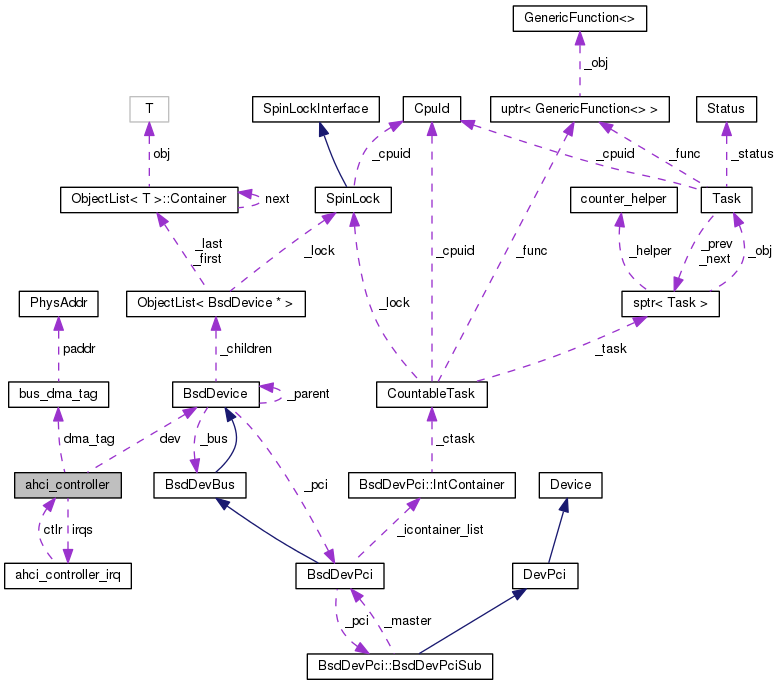 GenericFunction<>
_obj
T
SpinLockInterface
CpuId
uptr< GenericFunction<> >
Status
obj
_cpuid
_cpuid
_func
_status
ObjectList< T >::Container
next
SpinLock
counter_helper
Task
_last
_first
_lock
_cpuid
_func
_helper
_prev
_next
_obj
PhysAddr
ObjectList< BsdDevice * >
_lock
sptr< Task >
paddr
_children
_task
bus_dma_tag
BsdDevice
_parent
CountableTask
dma_tag
dev
_bus
_ctask
ahci_controller
BsdDevBus
_pci
BsdDevPci::IntContainer
Device
ctlr
irqs
_icontainer_list
ahci_controller_irq
BsdDevPci
DevPci
_pci
_master
BsdDevPci::BsdDevPciSub